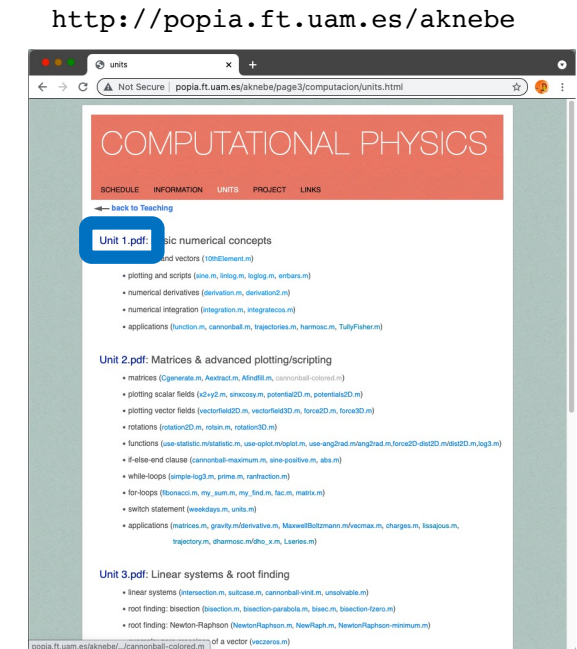 http://popia.ft.uam.es/aknebe
units
Not Secure | popia.ft.uam.es/aknebe/page3/computacion/units.html
COMPUTATIONAL PHYSICS
SCHEDULE INFORMATION UNITS PROJECT LINKS
back to Teaching
Unit 1.pdf: sic numerical concepts
and vectors (10thElement.m)
• plotting and scripts (sine.m, linlog.m, loglog.m, errbars.m)
• numerical derivatives (derivation.m, derivation2.m)
• numerical integration (integration.m, integratecos.m)
• applications (function.m, cannonball.m, trajectories.m, harmosc.m, TullyFisher.m)
Unit 2.pdf: Matrices & advanced plotting/scripting
• matrices (Cgenerate.m, Aextract.m, Afindfill.m, cannonball-colored.m)
• plotting scalar fields (x2+y2.m, sinxcosy.m, potential2D.m, potentials2D.m)
• plotting vector fields (vectorfield2D.m, vectorfield3D.m, force2D.m, force3D.m)
• rotations (rotation2D.m, rotsin.m, rotation3D.m)
• functions (use-statistic.m/statistic.m, use-oplot.m/oplot.m, use-ang2rad.m/ang2rad.m,force2D-dist2D.m/dist2D.m,log3.m)
• if-else-end clause (cannonball-maximum.m, sine-positive.m, abs.m)
• while-loops (simple-log3.m, prime.m, ranfraction.m)
• for-loops (fibonacci.m, my_sum.m, my_find.m, fac.m, matrix.m)
• switch statement (weekdays.m, units.m)
• applications (matrices.m, gravity.m/derivative.m, MaxwellBoltzmann.m/vecmax.m, charges.m, lissajous.m,
trajectory.m, dharmosc.m/dho_x.m, Lseries.m)
Unit 3.pdf: Linear systems & root finding
• linear systems (intersection.m, suitcase.m, cannonball-vinit.m, unsolvable.m)
• root finding: bisection (bisection.m, bisection-parabola.m, bisec.m, bisection-fzero.m)
• root finding: Newton-Raphson (NewtonRaphson.m, NewRaph.m, NewtonRaphson-minimum.m)
of a vector (veczeros.m)
popia.ft.uam.es/aknebe/.../cannonball-colored.m